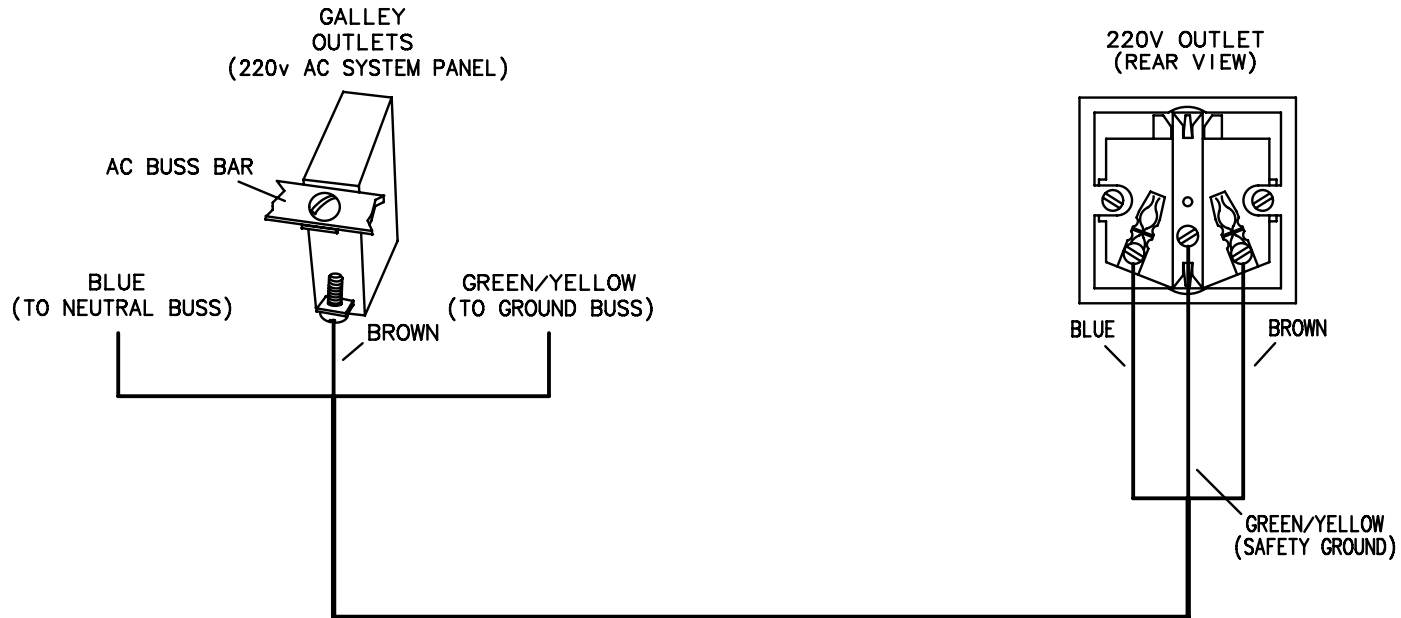 GALLEY
OUTLETS
(220v AC SYSTEM PANEL)
220V OUTLET
(REAR VIEW)
AC BUSS BAR
BLUE
(TO NEUTRAL BUSS)
GREEN/YELLOW
(TO GROUND BUSS)
BROWN
BLUE
BROWN
GREEN/YELLOW
(SAFETY GROUND)